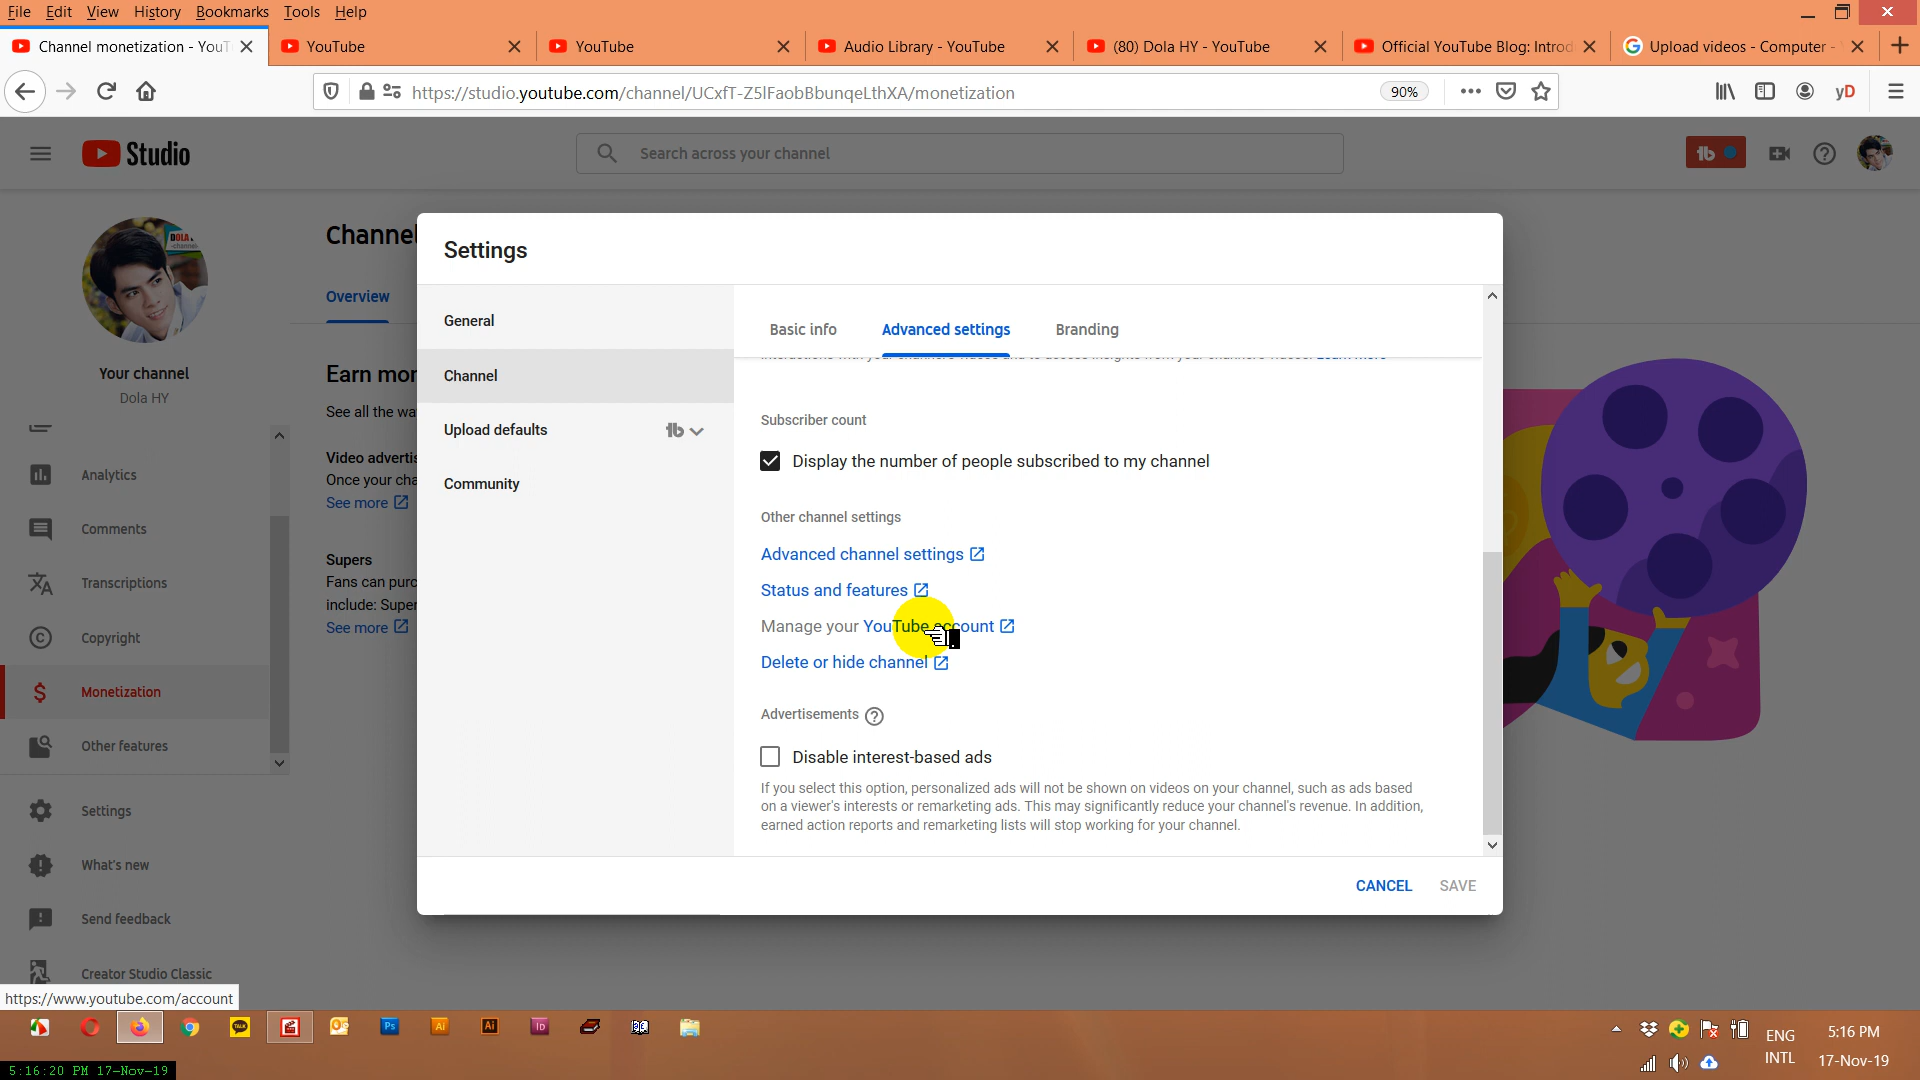 File Edit View History Bookmarks Tools Help
Channel monetization - YouT
YouTube
YouTube
Audio Library - YouTube
(80) Dola HY - YouTube
Official YouTube Blog: Introd
Upload videos - Computer -
https://studio.youtube.com/channel/UCxfT-Z5lFaobBbunqeLthXA/monetization
90%
yD
Studio
Search across your channel
DOLA
-channel-
Your channel
Dola HY
Analytics
Comments
Transcriptions
Copyright
Monetization
Other features
Settings
What's new
Send feedback
Creator Studio Classic
Channel
Overview
Earn mor
See all the wa
Video adverti
Once your cha
See more
Supers
Fans can purc
include: Super
See more
Settings
General
Channel
Upload defaults
Community
Basic info Advanced settings Branding
Subscriber count
Display the number of people subscribed to my channel
Other channel settings
Advanced channel settings
Status and features
Manage your YouTube account
Delete or hide channel
Advertisements
Disable interest-based ads
If you select this option, personalized ads will not be shown on videos on your channel, such as ads based
on a viewer's interests or remarketing ads. This may significantly reduce your channel's revenue. In addition,
earned action reports and remarketing lists will stop working for your channel.
CANCEL SAVE
https://www.youtube.com/account
TALK
Ps
Ai
Ai
Id
ENG
INTL
5:16 PM
17-Nov-19
5:16:20 PM 17-Nov-19